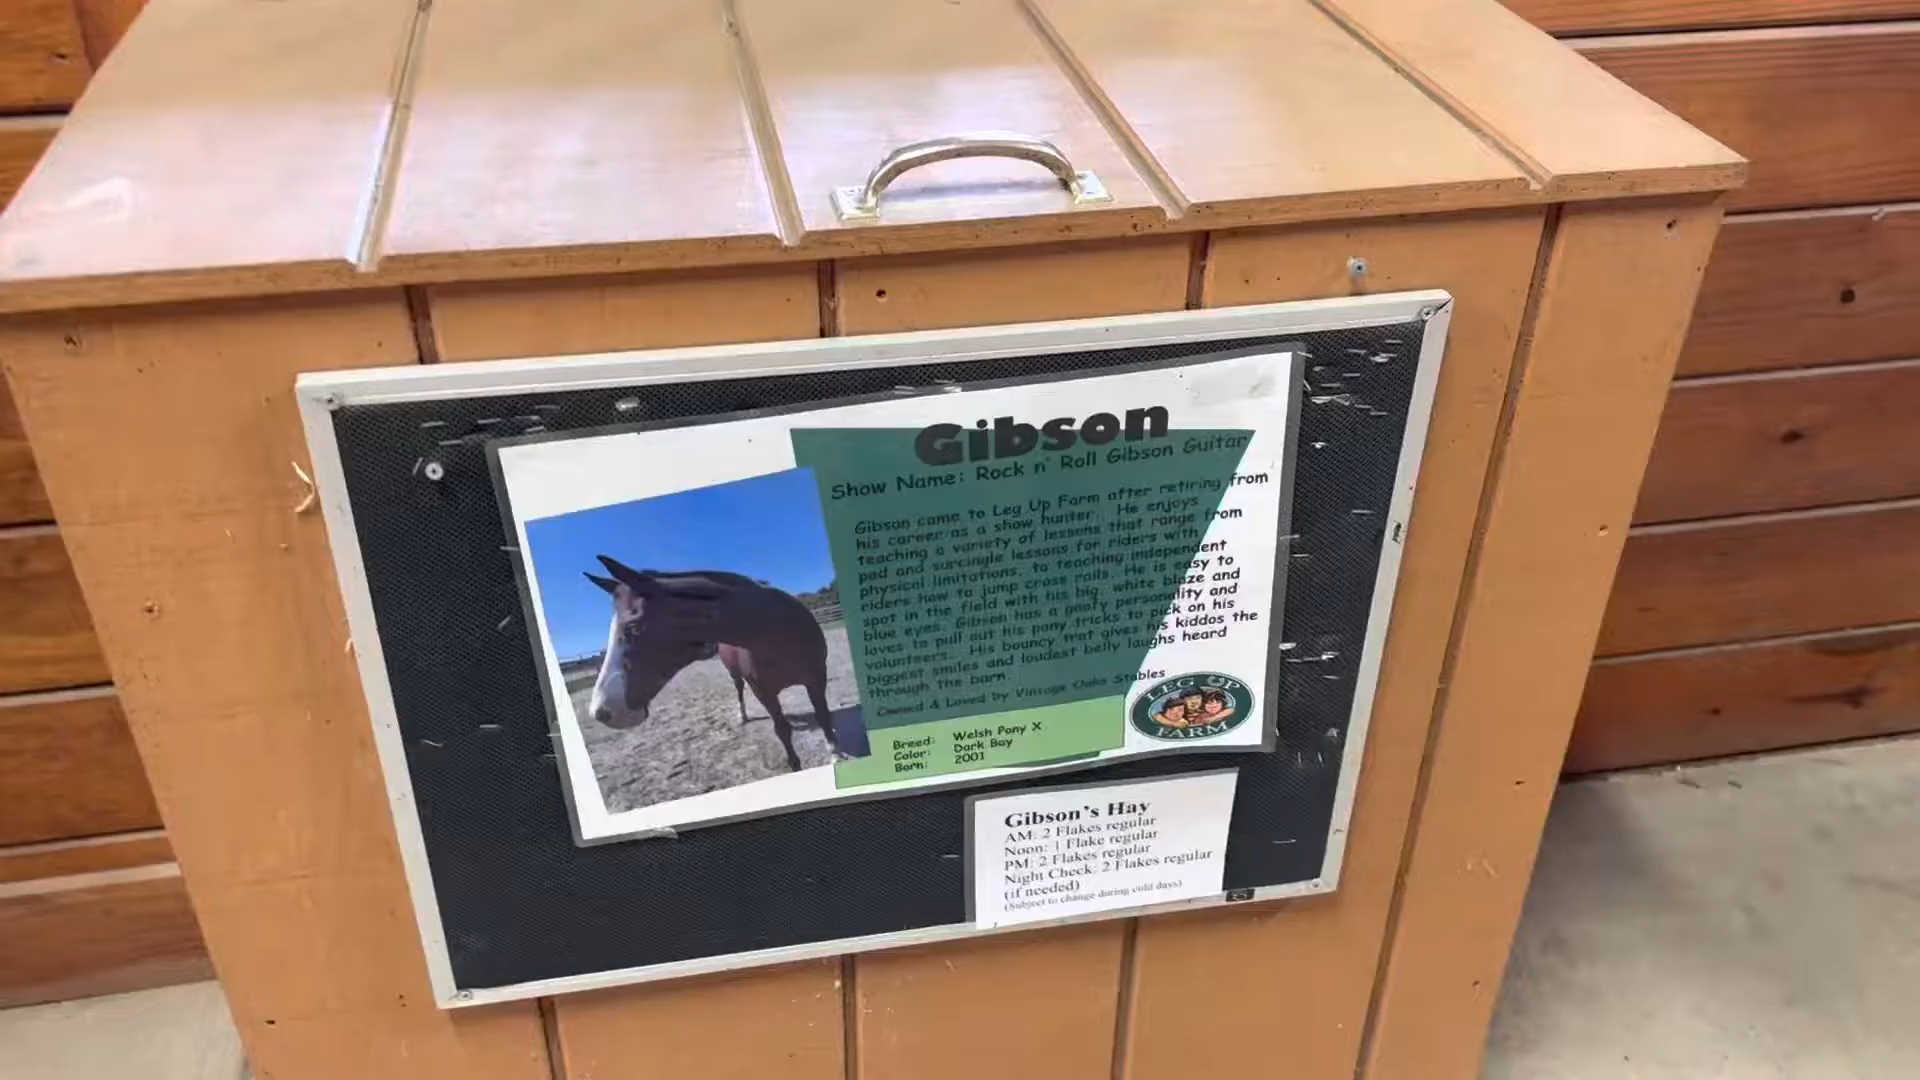 Gibson
Show Name: Rock n' Roll Gibson Guitar
Gibson came to Leg Up Farm after retiring from
his career as a show hunter. He enjoys
teaching a variety of lessons that range from
pad and surcingle lessons for riders with
physical limitations, to teaching independent
riders how to jump cross rails. He is easy to
spot in the field with his big, white blaze and
blue eyes. Gibson has a goofy personality and
loves to pull out his pony tricks to pick on his
volunteers. His bouncy trot gives his kiddos the
biggest smiles and loudest belly laughs heard
through the barn.
Owned & Loved by Vintage Oaks Stables
Breed: Welsh Pony X
Color: Dark Bay
Born: 2001
LEG UP
FARM
Gibson's Hay
AM: 2 Flakes regular
Noon: 1 Flake regular
PM: 2 Flakes regular
Night Check: 2 Flakes regular
(if needed)
(Subject to change during cold days)